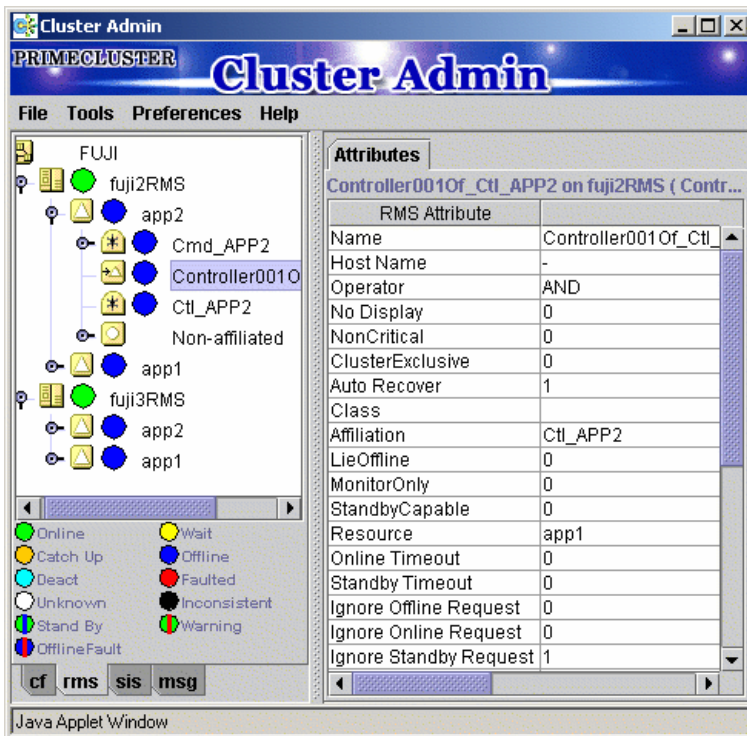 Cluster Admin
PRIMECLUSTER
Cluster Admin
File Tools Preferences Help
FUJI
fuji2RMS
app2
Cmd_APP2
Controller001O
Ctl_APP2
Non-affiliated
app1
fuji3RMS
app2
app1
Online Wait
Catch Up Offline
Deact Faulted
Unknown Inconsistent
Stand By Warning
OfflineFault
cf rms sis msg
Attributes
Controller001Of_Ctl_APP2 on fuji2RMS ( Contr...
RMS Attribute
Name Controller001Of_Ctl_
Host Name -
Operator AND
No Display 0
NonCritical 0
ClusterExclusive 0
Auto Recover 1
Class
Affiliation Ctl_APP2
LieOffline 0
MonitorOnly 0
StandbyCapable 0
Resource app1
Online Timeout 0
Standby Timeout 0
Ignore Offline Request 0
Ignore Online Request 0
Ignore Standby Request 1
Java Applet Window